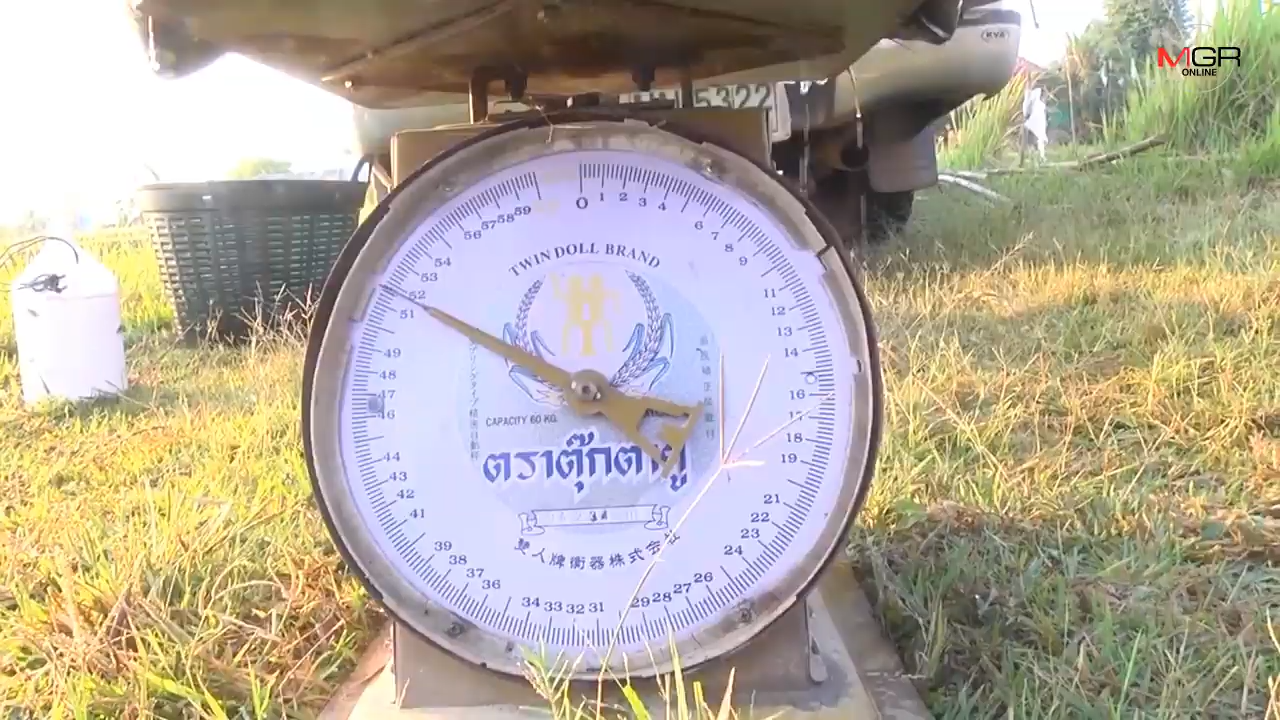 MGR
ONLINE
KYB
5322
0 1 2 3 4 6 7 8 9 11 12 13 14 16 17 18 19 21 22 23 24 26 27 28 29 31 32 33 34 36 37 38 39 41 42 43 44 46 47 48 49 51 52 53 54 56 57 58 59
TWIN DOLL BRAND
CAPACITY 60 KG.
ตราตุ๊กตาคู่
雙人牌衡器株式会社